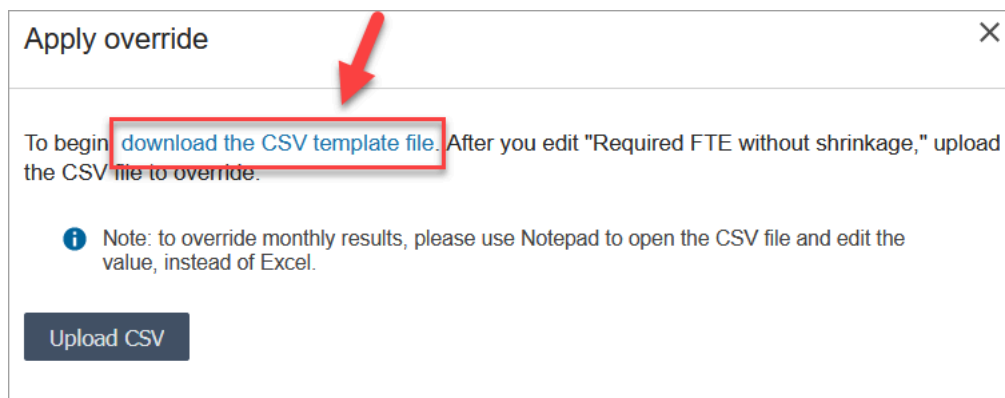 Apply override
To begin, download the CSV template file. After you edit "Required FTE without shrinkage," upload
the CSV file to override.
Note: to override monthly results, please use Notepad to open the CSV file and edit the
value, instead of Excel.
Upload CSV